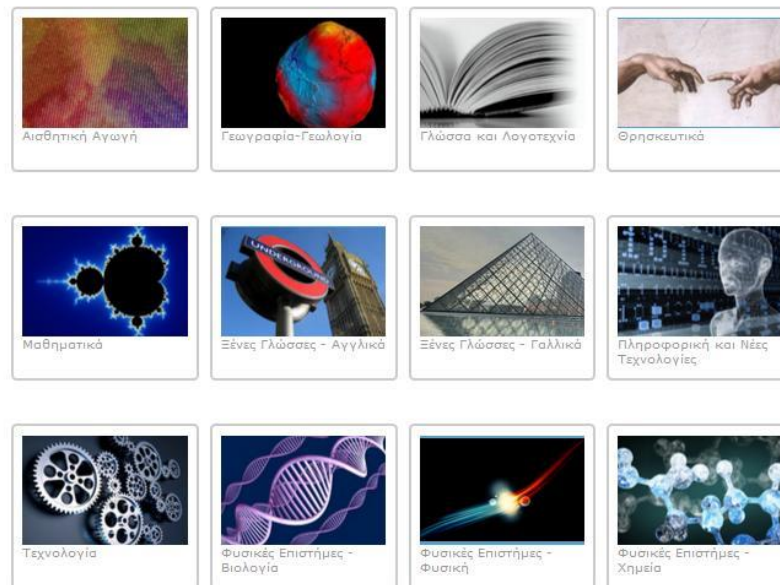 Αισθητική Αγωγή
Γεωγραφία-Γεωλογία
Γλώσσα και Λογοτεχνία
Θρησκευτικά
UNDERGROUND
Μαθηματικά
Ξένες Γλώσσες - Αγγλικά
Ξένες Γλώσσες - Γαλλικά
Πληροφορική και Νέες
Τεχνολογίες
Τεχνολογία
Φυσικές Επιστήμες -
Βιολογία
Φυσικές Επιστήμες -
Φυσική
Φυσικές Επιστήμες -
Χημεία